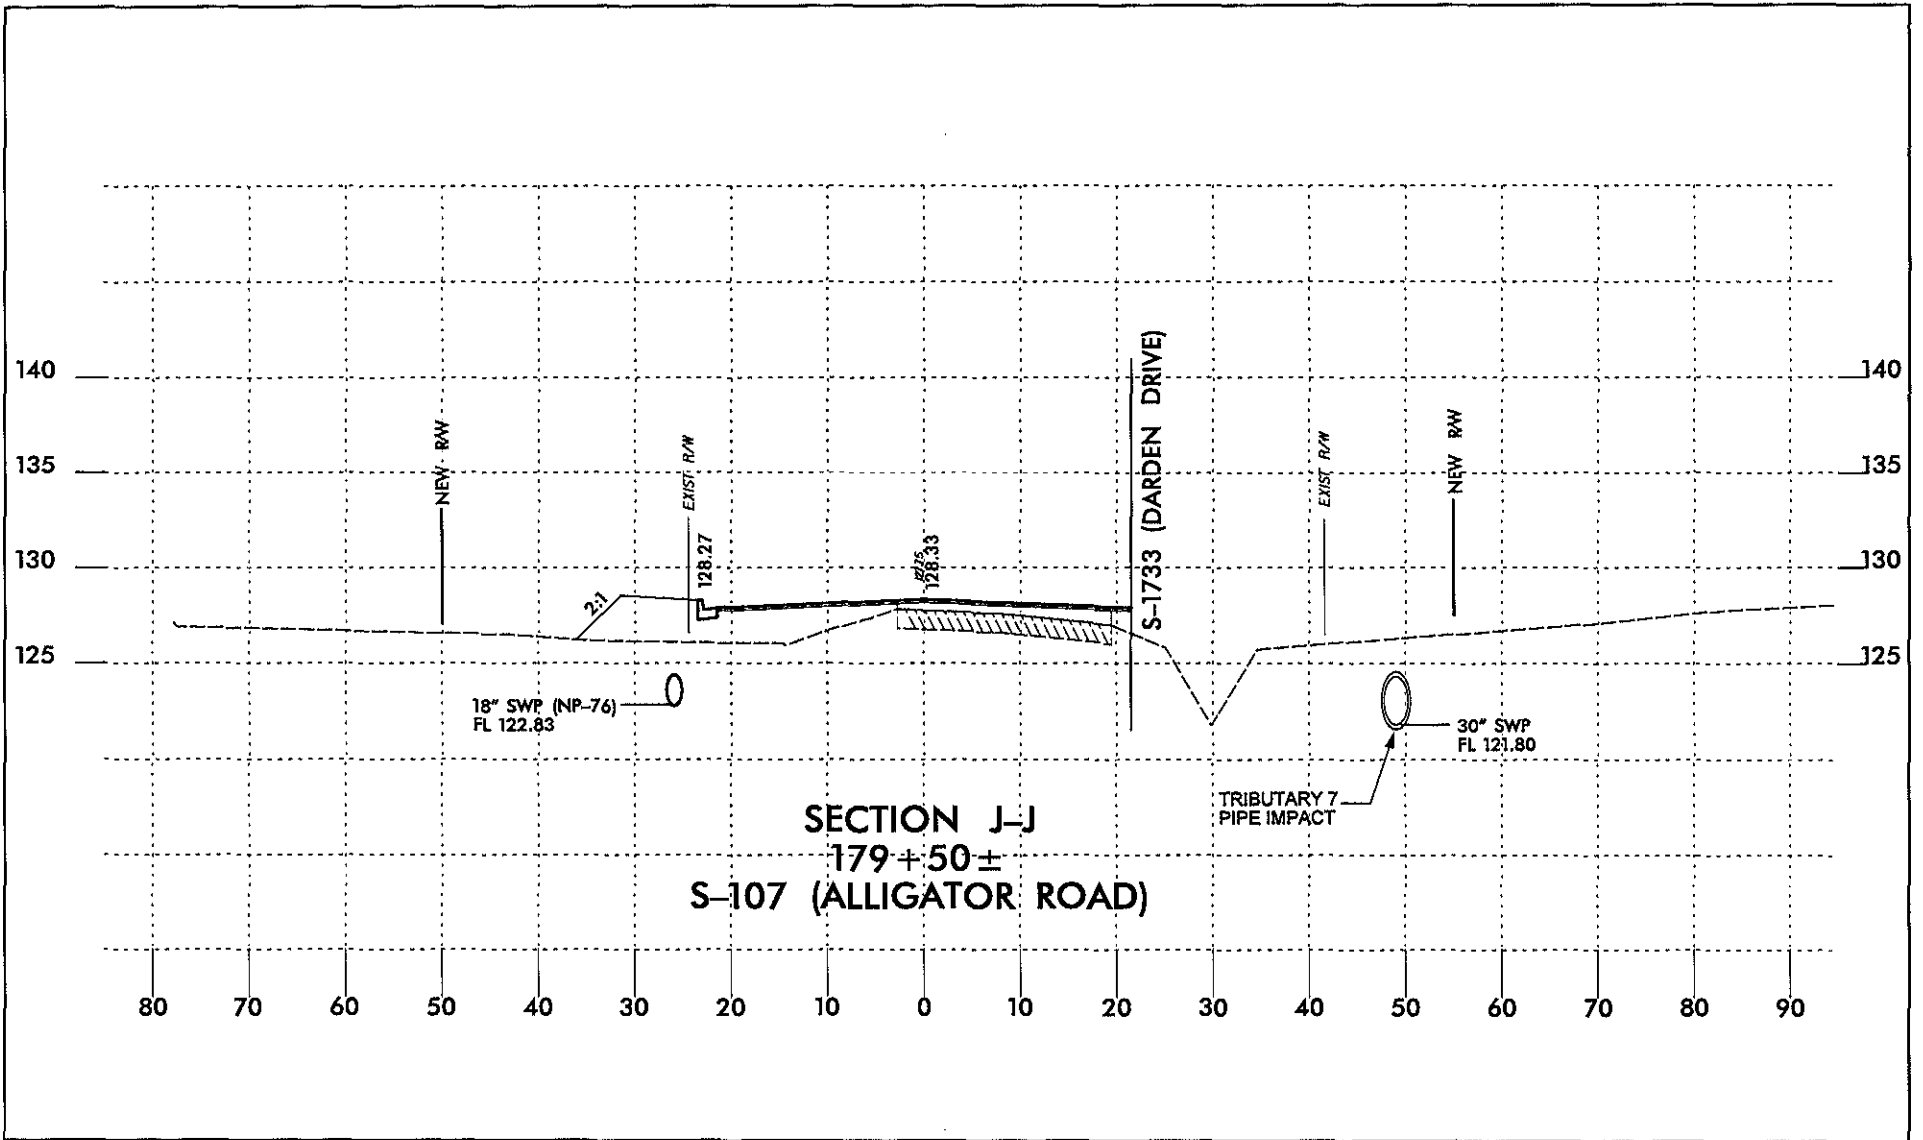 140
135
130
125
NEW R/W
EXIST R/W
128.27
2:1
128.33
S-1733 (DARDEN DRIVE)
EXIST R/W
NEW R/W
140
135
130
125
18" SWP (NP-76)
FL 122.83
30" SWP
FL 121.80
TRIBUTARY 7
PIPE IMPACT
SECTION J-J
179+50±
S-107 (ALLIGATOR ROAD)
80 70 60 50 40 30 20 10 0 10 20 30 40 50 60 70 80 90